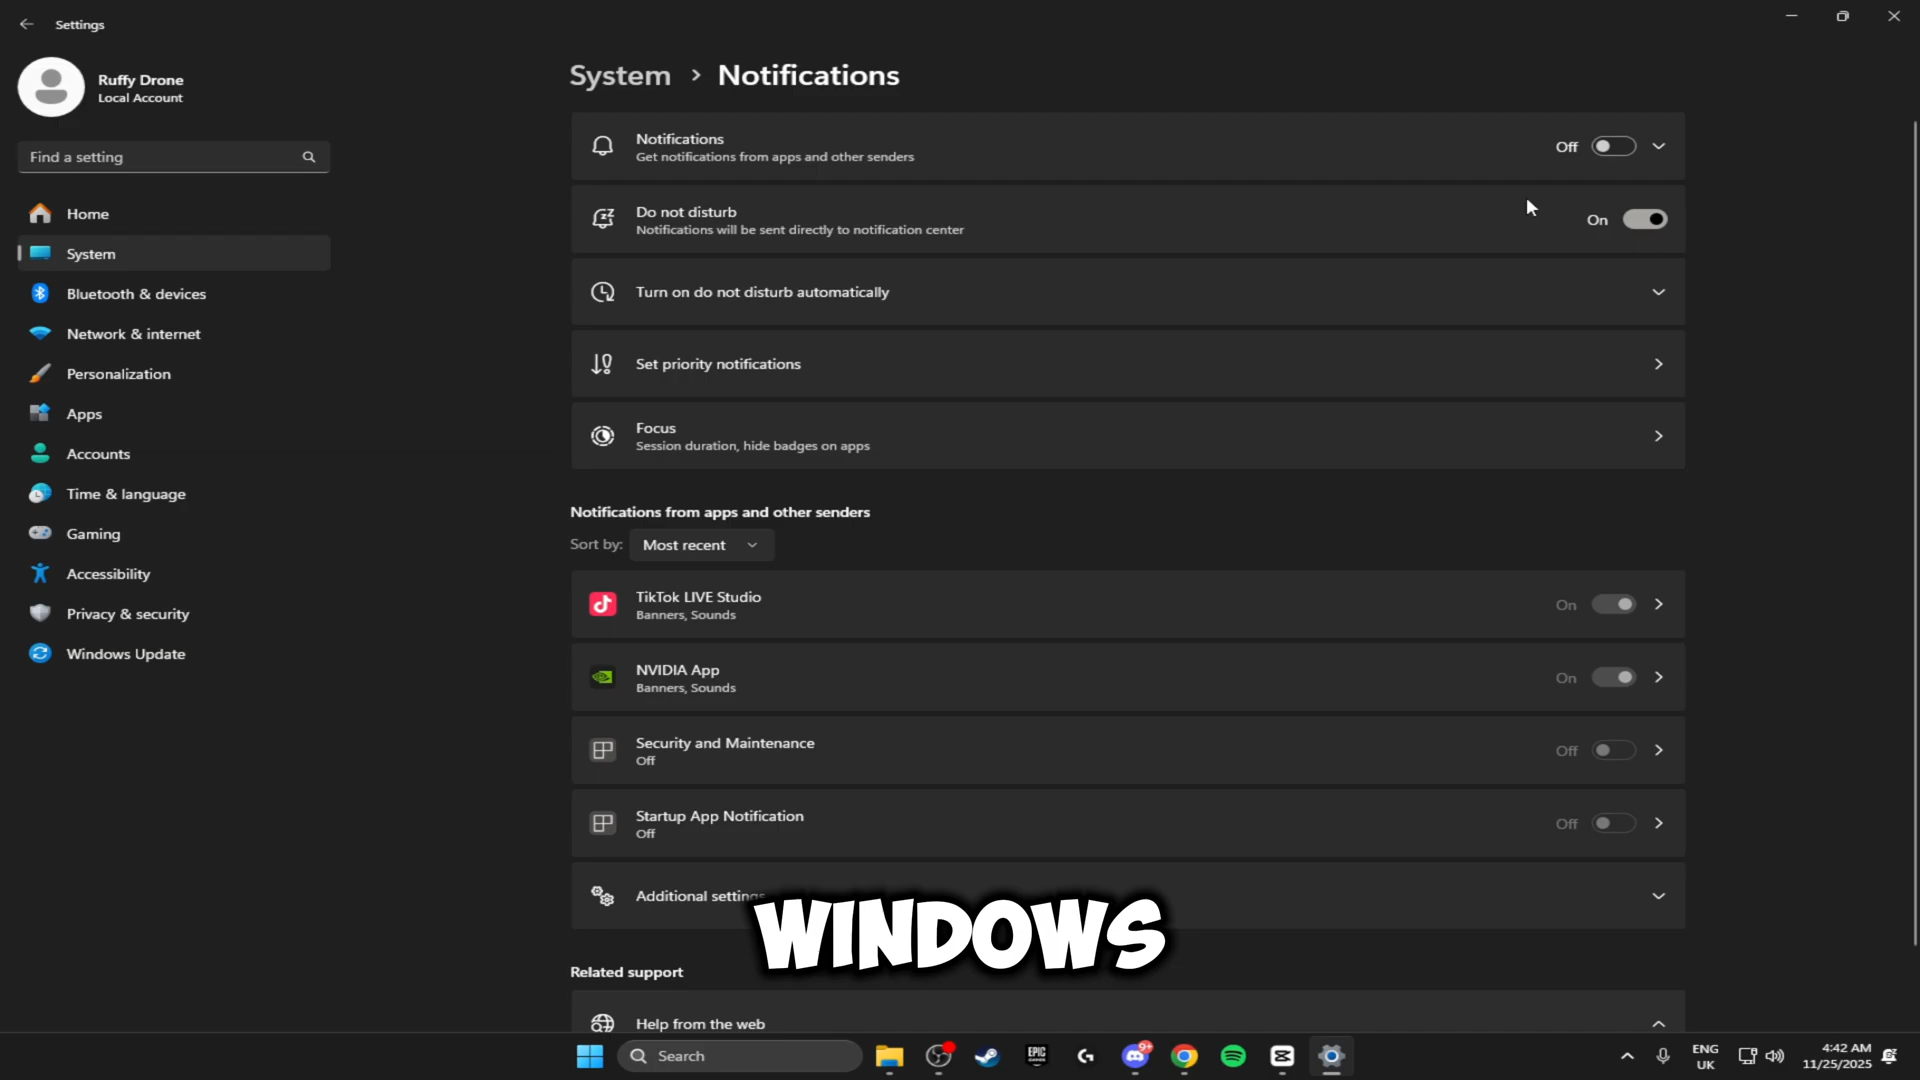 Settings
Ruffy Drone
Local Account
Find a setting
Home
System
Bluetooth & devices
Network & internet
Personalization
Apps
Accounts
Time & language
Gaming
Accessibility
Privacy & security
Windows Update
System > Notifications
Notifications
Get notifications from apps and other senders
Off
Do not disturb
Notifications will be sent directly to notification center
On
Turn on do not disturb automatically
Set priority notifications
Focus
Session duration, hide badges on apps
Notifications from apps and other senders
Sort by: Most recent
TikTok LIVE Studio
Banners, Sounds
On
NVIDIA App
Banners, Sounds
On
Security and Maintenance
Off
Off
Startup App Notification
Off
Off
Additional settings
WINDOWS
Related support
Help from the web
Search
EPIC
GAMES
9+
ENG
UK
4:42 AM
11/25/2025